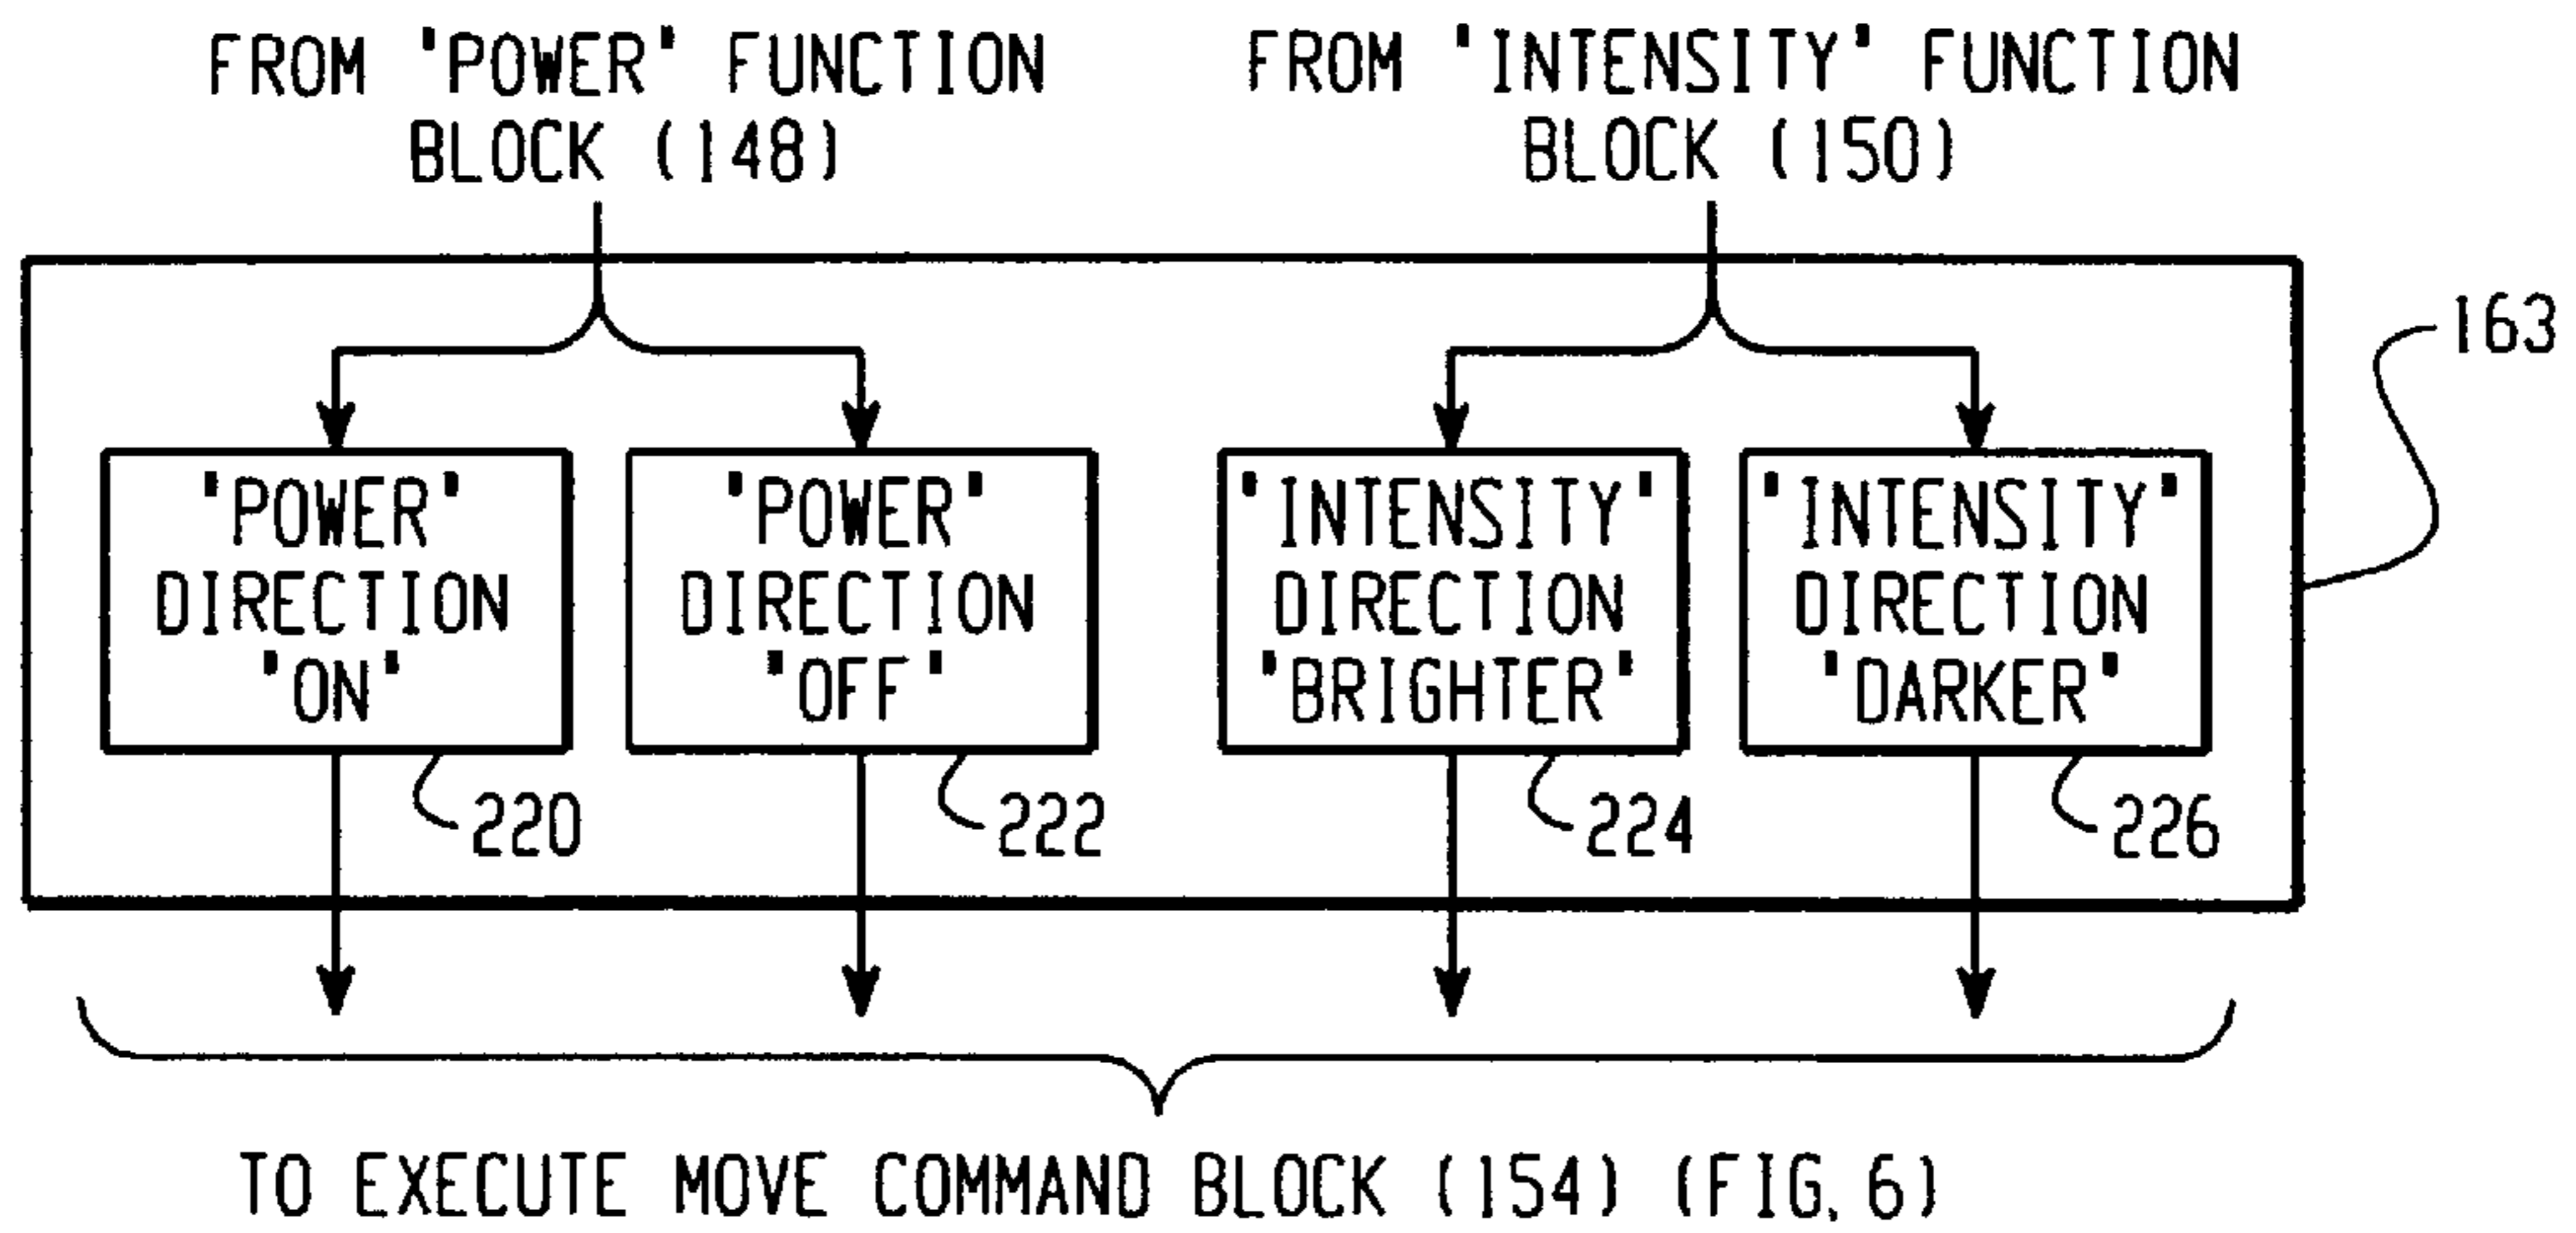 FROM "POWER" FUNCTION
BLOCK (148)
FROM "INTENSITY" FUNCTION
BLOCK (150)
163
"POWER"
DIRECTION
"ON"
"POWER"
DIRECTION
"OFF"
"INTENSITY"
DIRECTION
"BRIGHTER"
"INTENSITY"
DIRECTION
"DARKER"
220
222
224
226
TO EXECUTE MOVE COMMAND BLOCK (154) (FIG. 6)